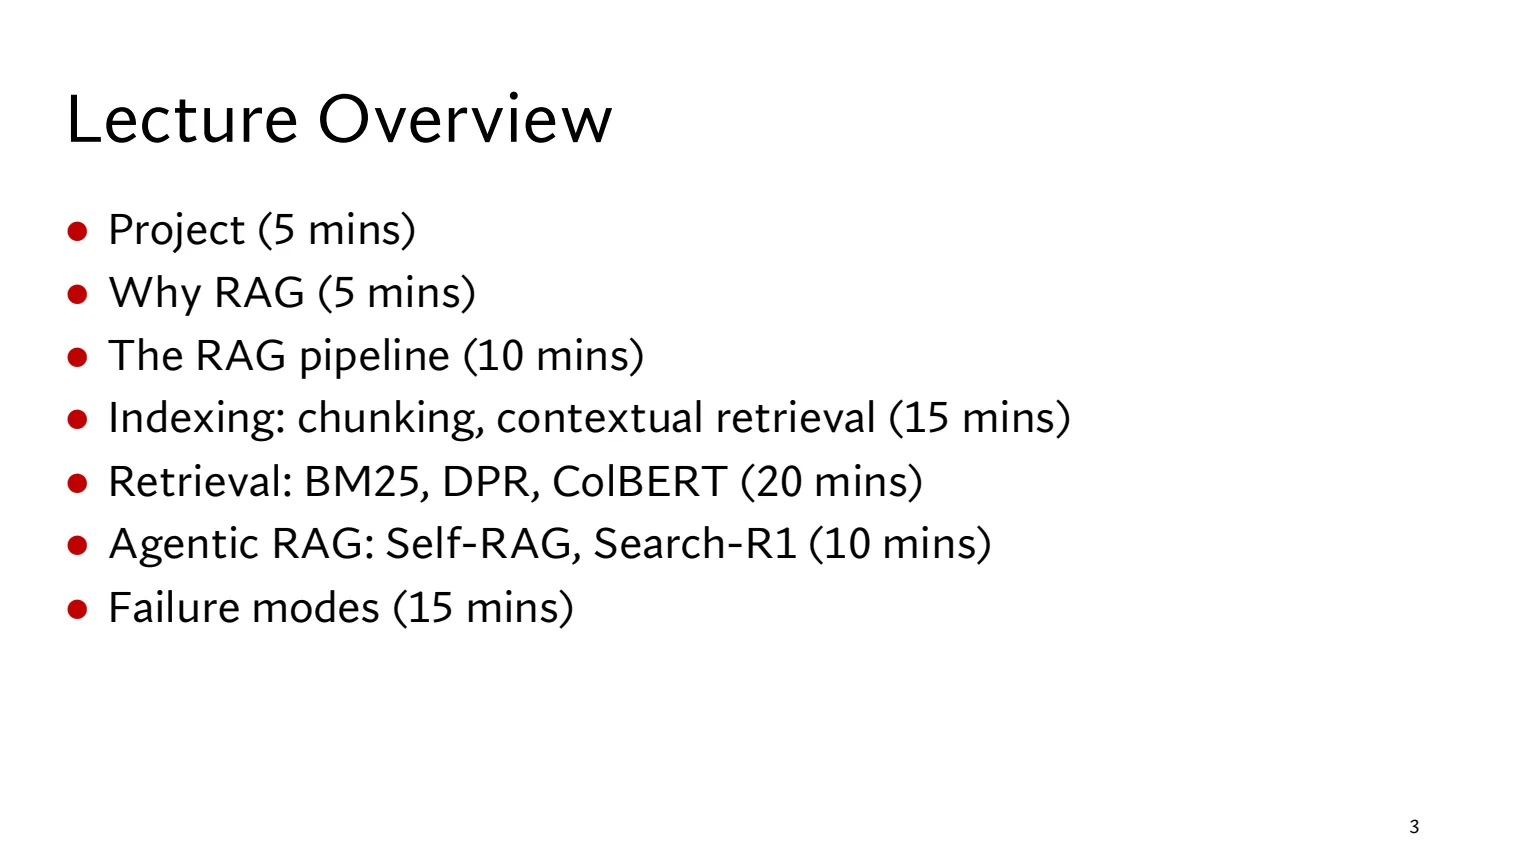 Lecture Overview
● Project (5 mins)
● Why RAG (5 mins)
● The RAG pipeline (10 mins)
● Indexing: chunking, contextual retrieval (15 mins)
● Retrieval: BM25, DPR, ColBERT (20 mins)
● Agentic RAG: Self-RAG, Search-R1 (10 mins)
● Failure modes (15 mins)
3